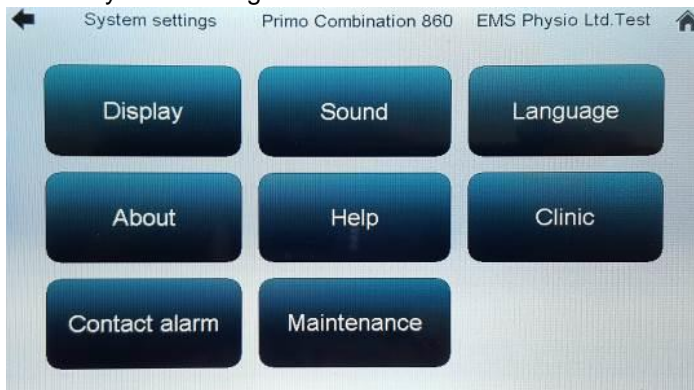 System settings Primo Combination 860 EMS Physio Ltd.Test
Display Sound Language
About Help Clinic
Contact alarm Maintenance